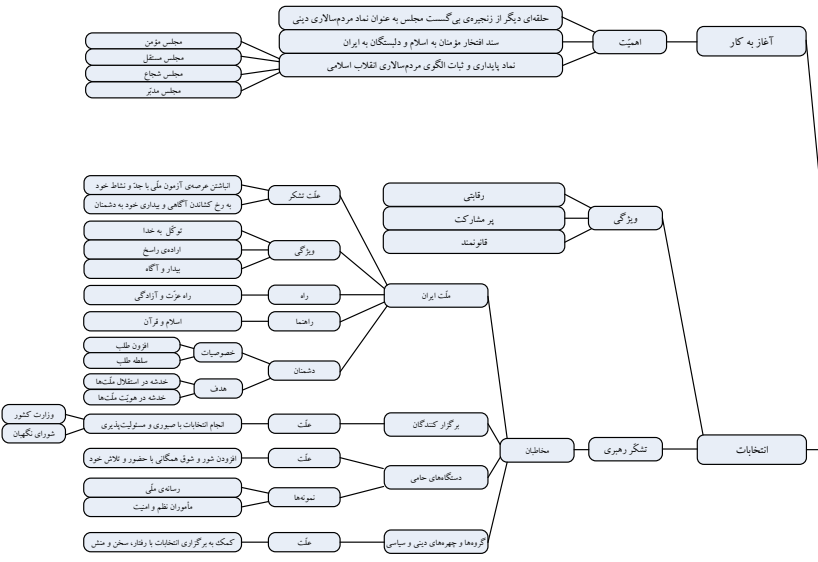 آغاز به کار
اهمیّت
حلقه‌ای دیگر از زنجیره‌ی بی‌گسست مجلس به عنوان نماد مردم‌سالاری دینی
سند افتخار مؤمنان به اسلام و دلبستگان به ایران
نماد پایداری و ثبات الگوی مردم‌سالاری انقلاب اسلامی
مجلس مؤمن
مجلس مستقل
مجلس شجاع
مجلس مدبّر
انتخابات
ویژگی
رقابتی
پر مشارکت
قانونمند
تشکّر رهبری
مخاطبان
ملّت ایران
علّت تشکر
انباشتن عرصه‌ی آزمون ملّی با جدّ و نشاط خود
به رخ کشاندن آگاهی و بیداری خود به دشمنان
ویژگی
توکّل به خدا
اراده‌ی راسخ
بیدار و آگاه
راه
راه عزّت و آزادگی
راهنما
اسلام و قرآن
دشمنان
خصوصیات
افزون طلب
سلطه طلب
هدف
خدشه در استقلال ملّت‌ها
خدشه در هویّت ملّت‌ها
برگزار کنندگان
علّت
انجام انتخابات با صبوری و مسئولیت‌پذیری
وزارت کشور
شورای نگهبان
دستگاه‌های حامی
علّت
افزودن شور و شوق همگانی با حضور و تلاش خود
نمونه‌ها
رسانه‌ی ملّی
مأموران نظم و امنیت
گروه‌ها و چهره‌های دینی و سیاسی
علّت
کمک به برگزاری انتخابات با رفتار، سخن و منش